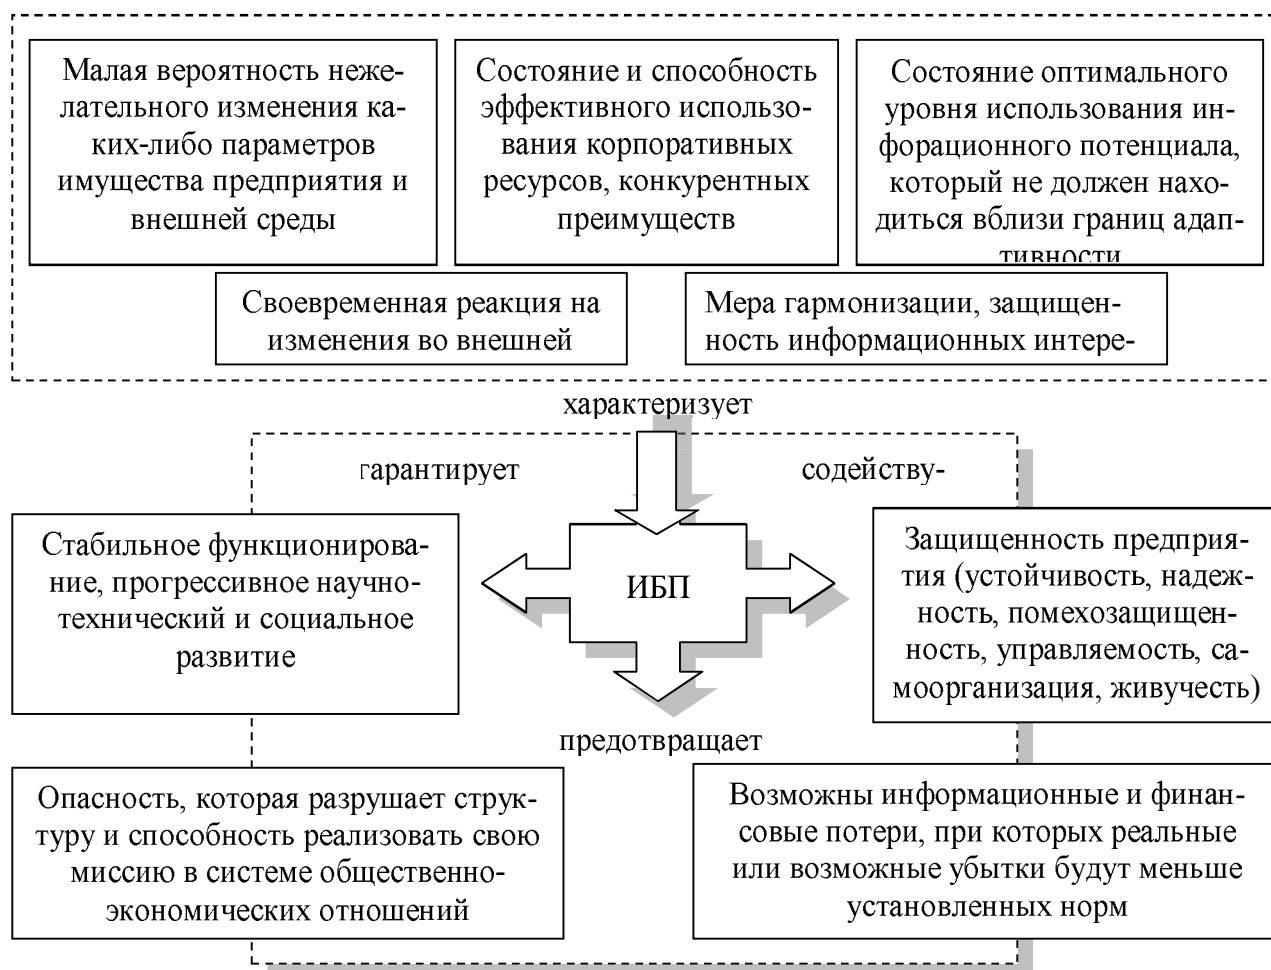 Малая вероятность неже-
лательного изменения ка-
ких-либо параметров
имущества предприятия и
внешней среды
Состояние и способность
эффективного использо-
вания корпоративных
ресурсов, конкурентных
преимуществ
Состояние оптимального
уровня использования ин-
форационного потенциала,
который не должен нахо-
диться вблизи границ адап-
тивности
Своевременная реакция на
изменения во внешней
Мера гармонизации, защищен-
ность информационных интере-
характеризует
гарантирует
содейству-
Стабильное функционирова-
ние, прогрессивное научно-
технический и социальное
развитие
ИБП
Защищенность предприя-
тия (устойчивость, надеж-
ность, помехозащищен-
ность, управляемость, са-
моорганизация, живучесть)
предотвращает
Опасность, которая разрушает струк-
туру и способность реализовать свою
миссию в системе общественно-
экономических отношений
Возможны информационные и финан-
совые потери, при которых реальные
или возможные убытки будут меньше
установленных норм